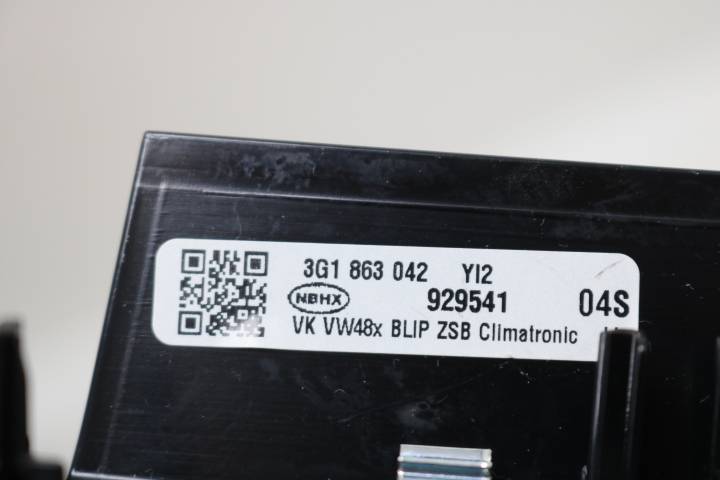 3G1 863 042 YI2
NBHX 929541 04S
VK VW48x BLIP ZSB Climatronic